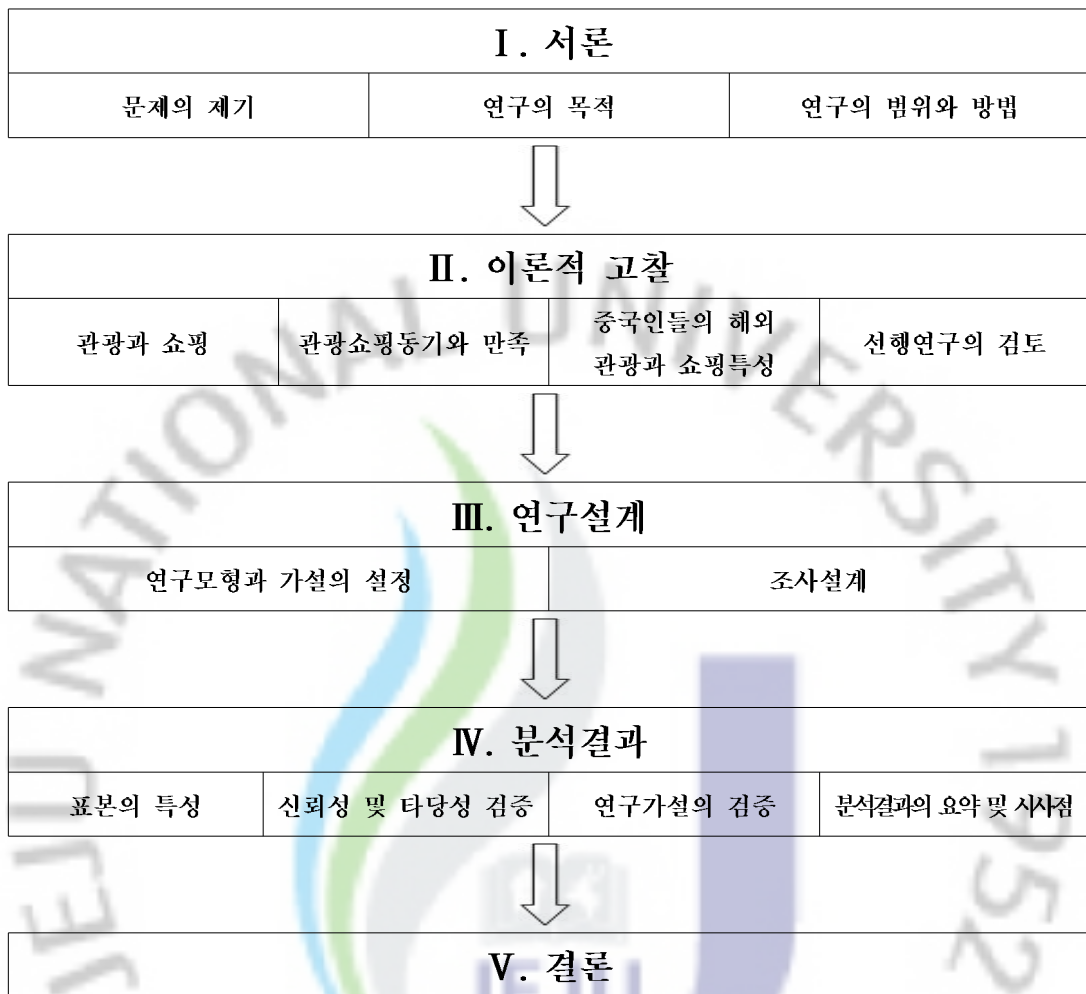 Ⅰ. 서론
문제의 제기
연구의 목적
연구의 범위와 방법
Ⅱ. 이론적 고찰
관광과 쇼핑
관광쇼핑동기와 만족
중국인들의 해외
관광과 쇼핑특성
선행연구의 검토
Ⅲ. 연구설계
연구모형과 가설의 설정
조사설계
Ⅳ. 분석결과
표본의 특성
신뢰성 및 타당성 검증
연구가설의 검증
분석결과의 요약 및 시사점
Ⅴ. 결론
JEJU NATIONAL UNIVERSITY 1952
JEJU